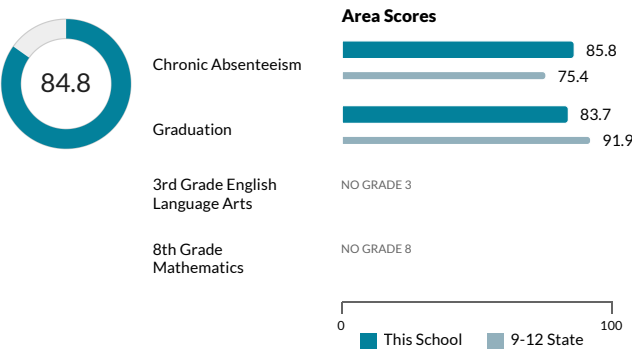 Area Scores
84.8
Chronic Absenteeism
85.8
75.4
Graduation
83.7
91.9
3rd Grade English
Language Arts
NO GRADE 3
8th Grade
Mathematics
NO GRADE 8
0
100
This School
9-12 State